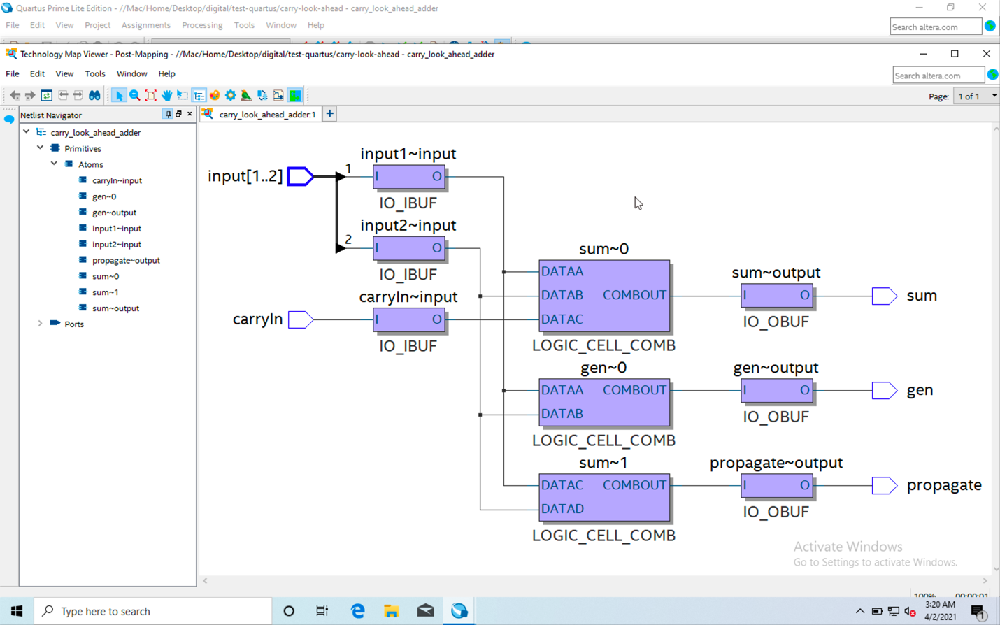 Quartus Prime Lite Edition - //Mac/Home/Desktop/digital/test-quartus/carry-look-ahead - carry_look_ahead_adder
File Edit View Project Assignments Processing Tools Window Help
Search altera.com
Technology Map Viewer - Post-Mapping - //Mac/Home/Desktop/digital/test-quartus/carry-look-ahead - carry_look_ahead_adder
File Edit View Tools Window Help
Search altera.com
Page: 1 of 1
Netlist Navigator
carry_look_ahead_adder:1
carry_look_ahead_adder
Primitives
Atoms
carryIn~input
gen~0
gen~output
input1~input
input2~input
propagate~output
sum~0
sum~1
sum~output
Ports
input1~input
input[1..2] 1 I O
IO_IBUF
input2~input
2 I O
IO_IBUF
carryIn~input
carryIn I O
IO_IBUF
sum~0
DATAA
DATAB COMBOUT
DATAC
LOGIC_CELL_COMB
sum~output
I O sum
IO_OBUF
gen~0
DATAA COMBOUT
DATAB
LOGIC_CELL_COMB
gen~output
I O gen
IO_OBUF
sum~1
DATAC COMBOUT
DATAD
LOGIC_CELL_COMB
propagate~output
I O propagate
IO_OBUF
Activate Windows
Go to Settings to activate Windows.
100% 00:00:01
Type here to search
3:20 AM
4/2/2021
1